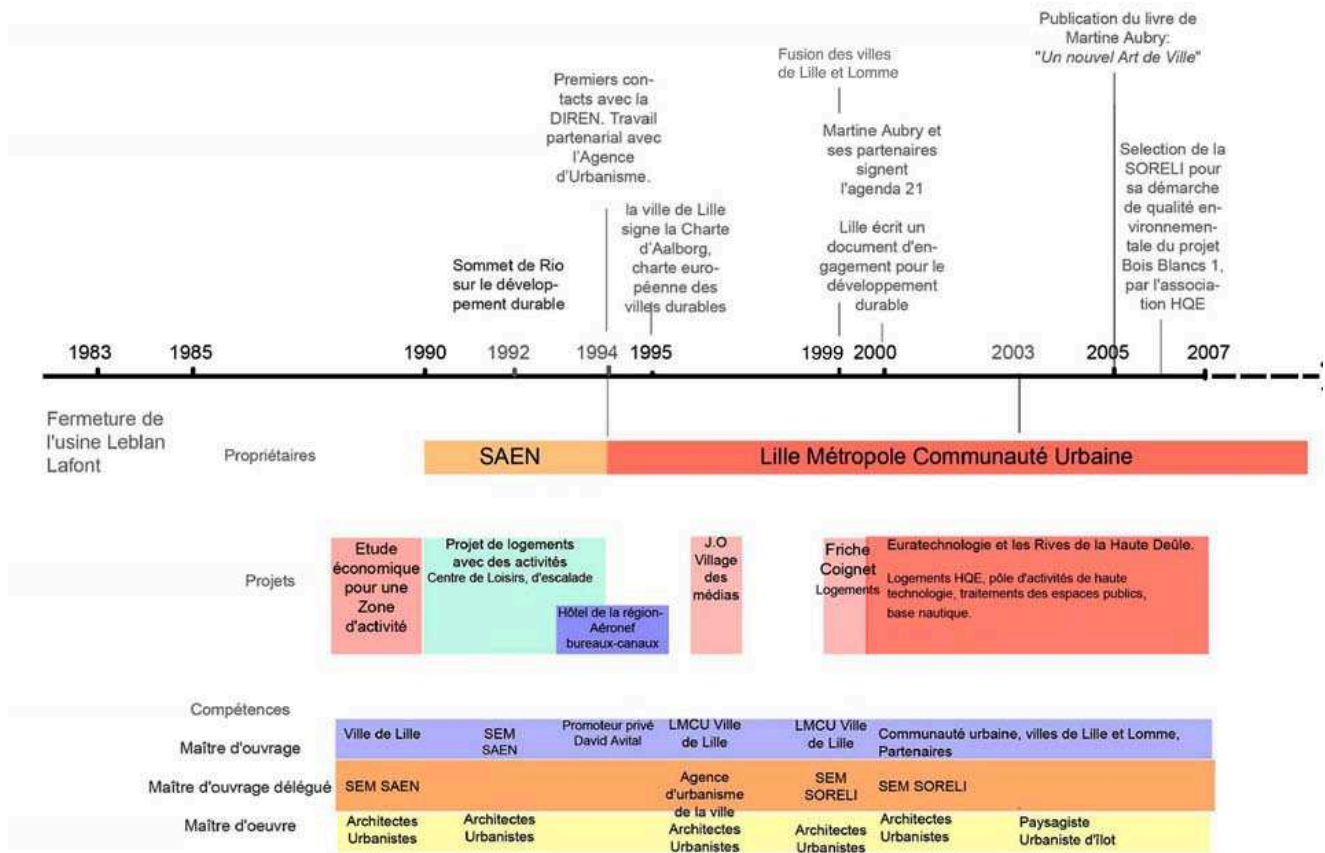 Publication du livre de
Martine Aubry:
"Un nouvel Art de Ville"
Fusion des villes
de Lille et Lomme
Premiers con-
tacts avec la
DIREN. Travail
partenarial avec
l'Agence
d'Urbanisme.
Martine Aubry et
ses partenaires
signent
l'agenda 21
Selection de la
SORELI pour
sa démarche
de qualité en-
vironnemen-
tale du projet
Bois Blancs 1,
par l'associa-
tion HQE
la ville de Lille
signe la Charte
d'Aalborg,
charte euro-
péenne des
villes durables
Lille écrit un
document d'en-
gagement pour le
développement
durable
Sommet de Rio
sur le dévelop-
pement durable
1983 1985 1990 1992 1994 1995 1999 2000 2003 2005 2007
Fermeture de
l'usine Leblan
Lafont
Propriétaires
SAEN
Lille Métropole Communauté Urbaine
Projets
Etude
économique
pour une
Zone
d'activité
Projet de logements
avec des activités
Centre de Loisirs, d'escalade
Hôtel de la région-
Aéronef
bureaux-canaux
J.O
Village
des
médias
Friche
Coignet
Logements
Euratechnologie et les Rives de la Haute Deûle.
Logements HQE, pôle d'activités de haute
technologie, traitements des espaces publics,
base nautique.
Compétences
Maître d'ouvrage
Ville de Lille
SEM
SAEN
Promoteur privé
David Avital
LMCU Ville
de Lille
LMCU Ville
de Lille
Communauté urbaine, villes de Lille et Lomme,
Partenaires
Maître d'ouvrage délégué
SEM SAEN
Agence
d'urbanisme
de la ville
SEM
SORELI
SEM SORELI
Maître d'oeuvre
Architectes
Urbanistes
Architectes
Urbanistes
Architectes
Urbanistes
Architectes
Urbanistes
Architectes
Urbanistes
Paysagiste
Urbaniste d'îlot